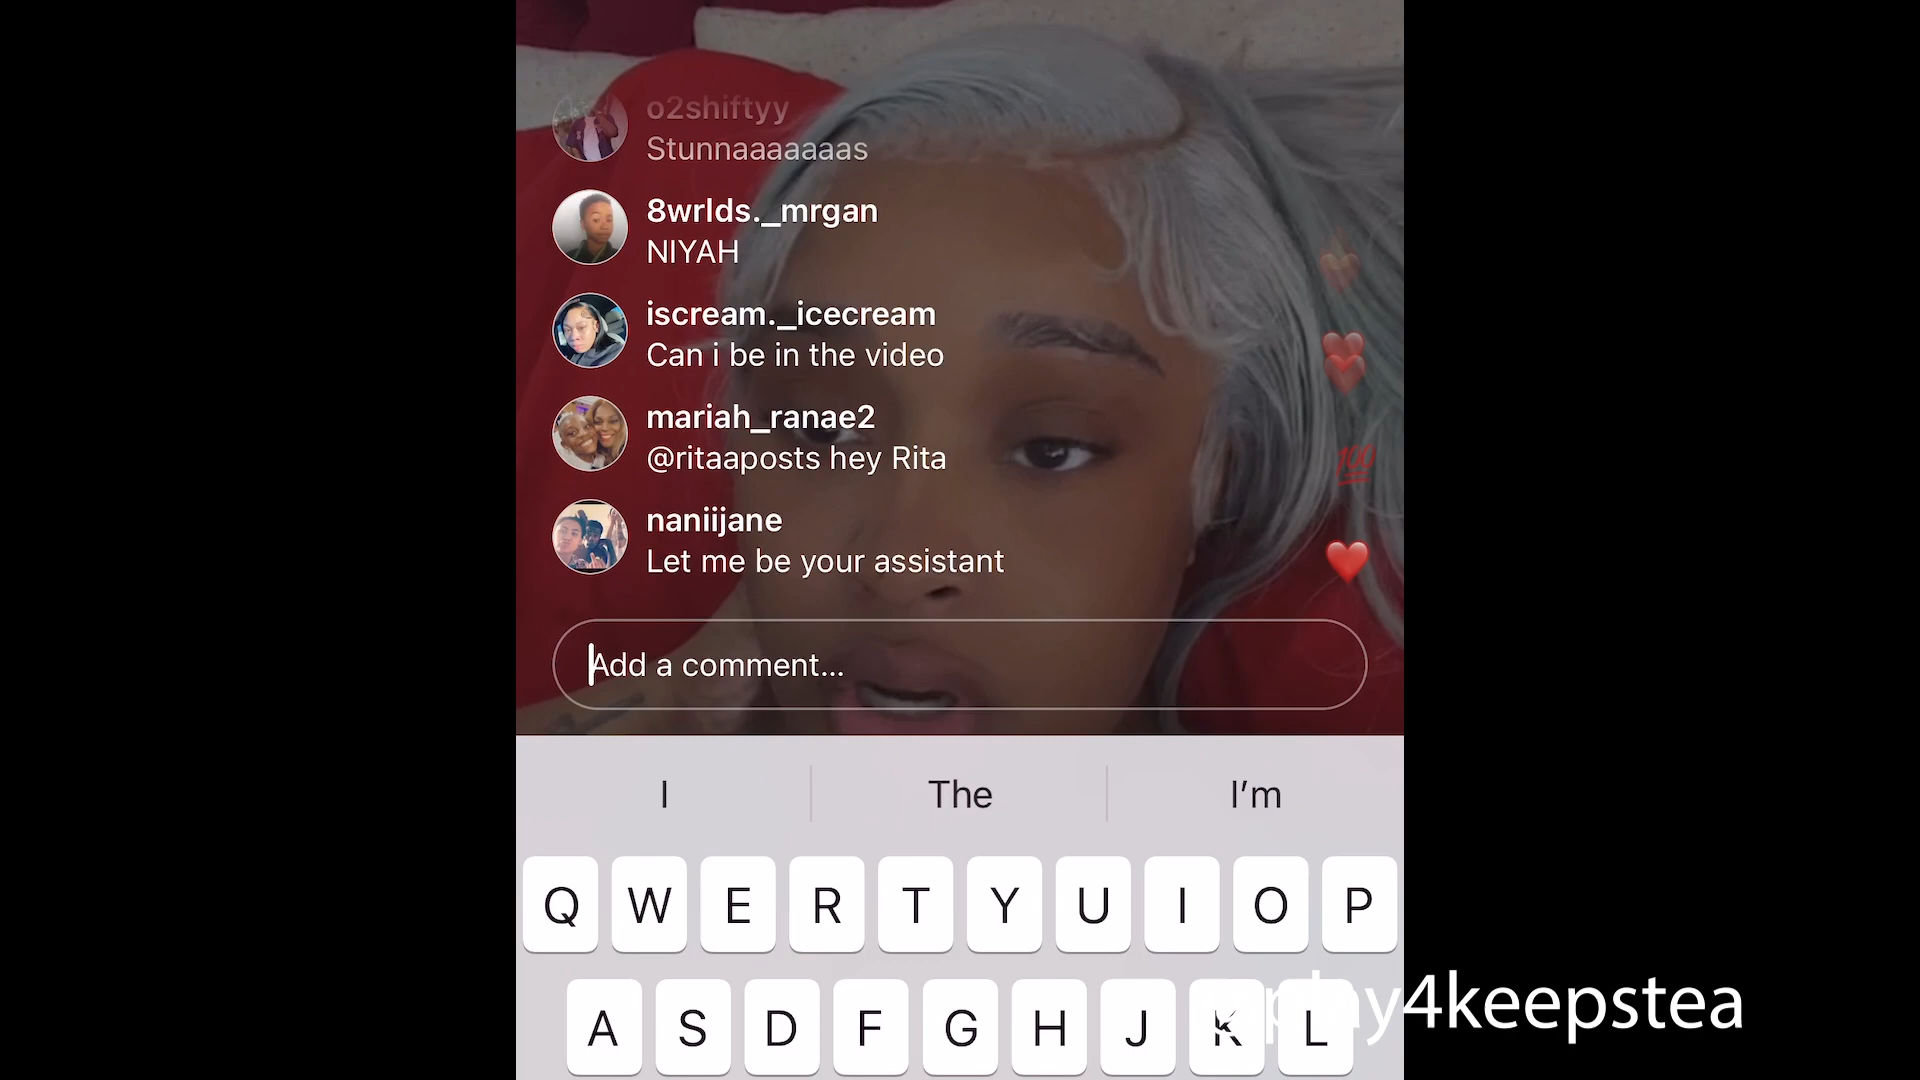 o2shiftyy
Stunnaaaaaaas
8wrlds._mrgan
NIYAH
iscream._icecream
Can i be in the video
mariah_ranae2
@ritaaposts hey Rita
naniijane
Let me be your assistant
Add a comment...
I The I’m
Q W E R T Y U I O P
A S D F G H J K L
play4keepstea